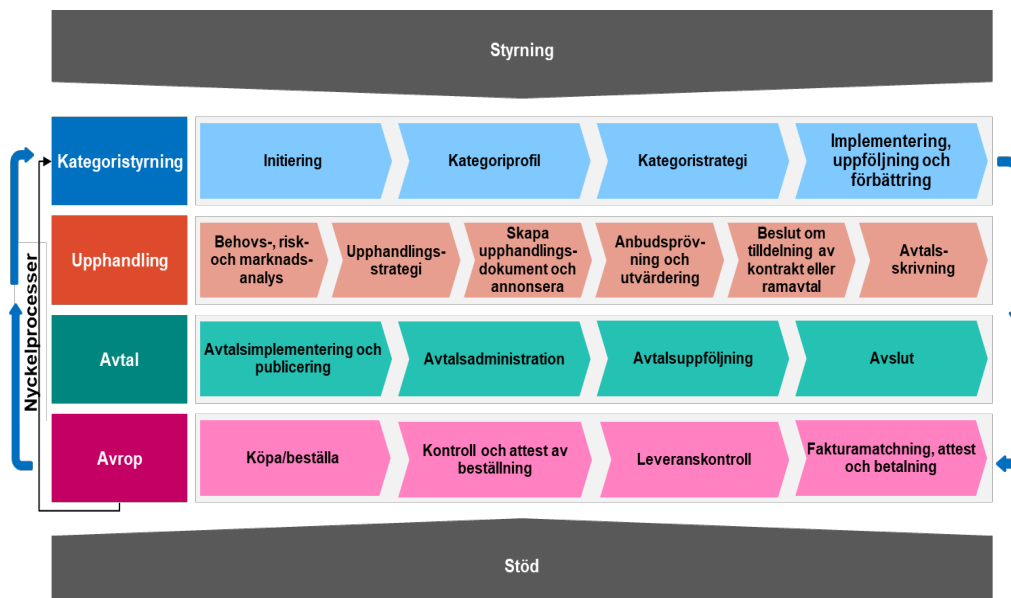 Styrning
Nyckelprocesser
Kategoristyrning
Initiering
Kategoriprofil
Kategoristrategi
Implementering,
uppföljning och
förbättring
Upphandling
Behovs-, risk-
och marknads-
analys
Upphandlings-
strategi
Skapa
upphandlings-
dokument och
annonsera
Anbudspröv-
ning och
utvärdering
Beslut om
tilldelning av
kontrakt eller
ramavtal
Avtals-
skrivning
Avtal
Avtalsimplementering och
publicering
Avtalsadministration
Avtalsuppföljning
Avslut
Avrop
Köpa/beställa
Kontroll och attest av
beställning
Leveranskontroll
Fakturamatchning, attest
och betalning
Stöd